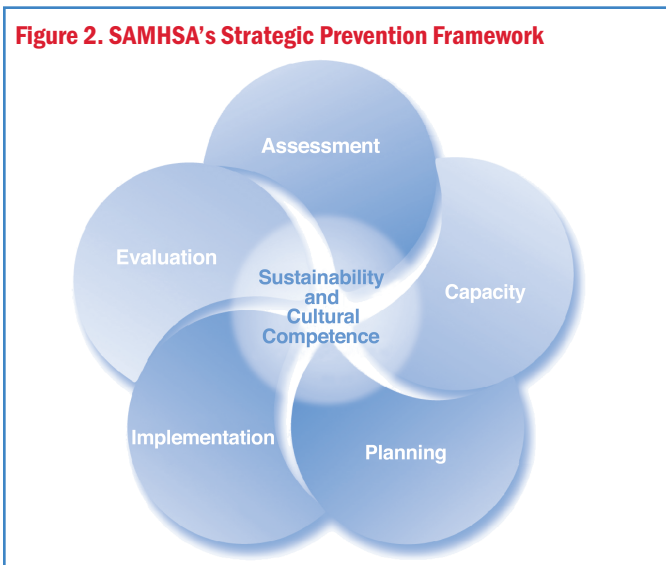 Figure 2. SAMHSA's Strategic Prevention Framework
Assessment
Capacity
Planning
Implementation
Evaluation
Sustainability
and
Cultural
Competence